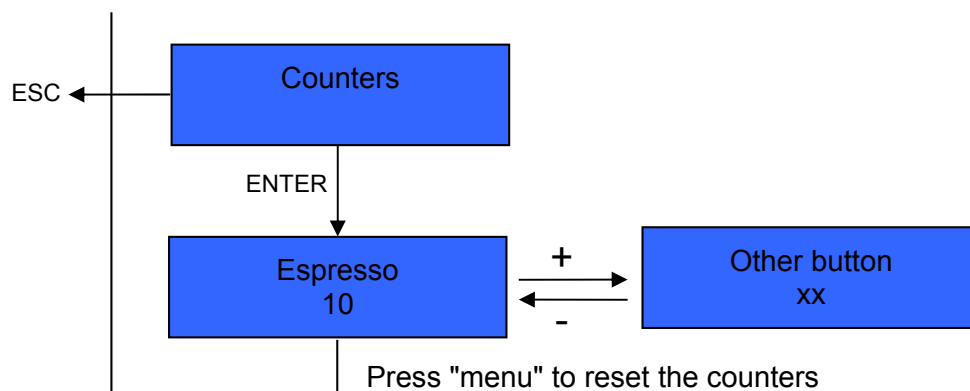 Counters
ESC
ENTER
Espresso
10
+
-
Other button
xx
Press "menu" to reset the counters